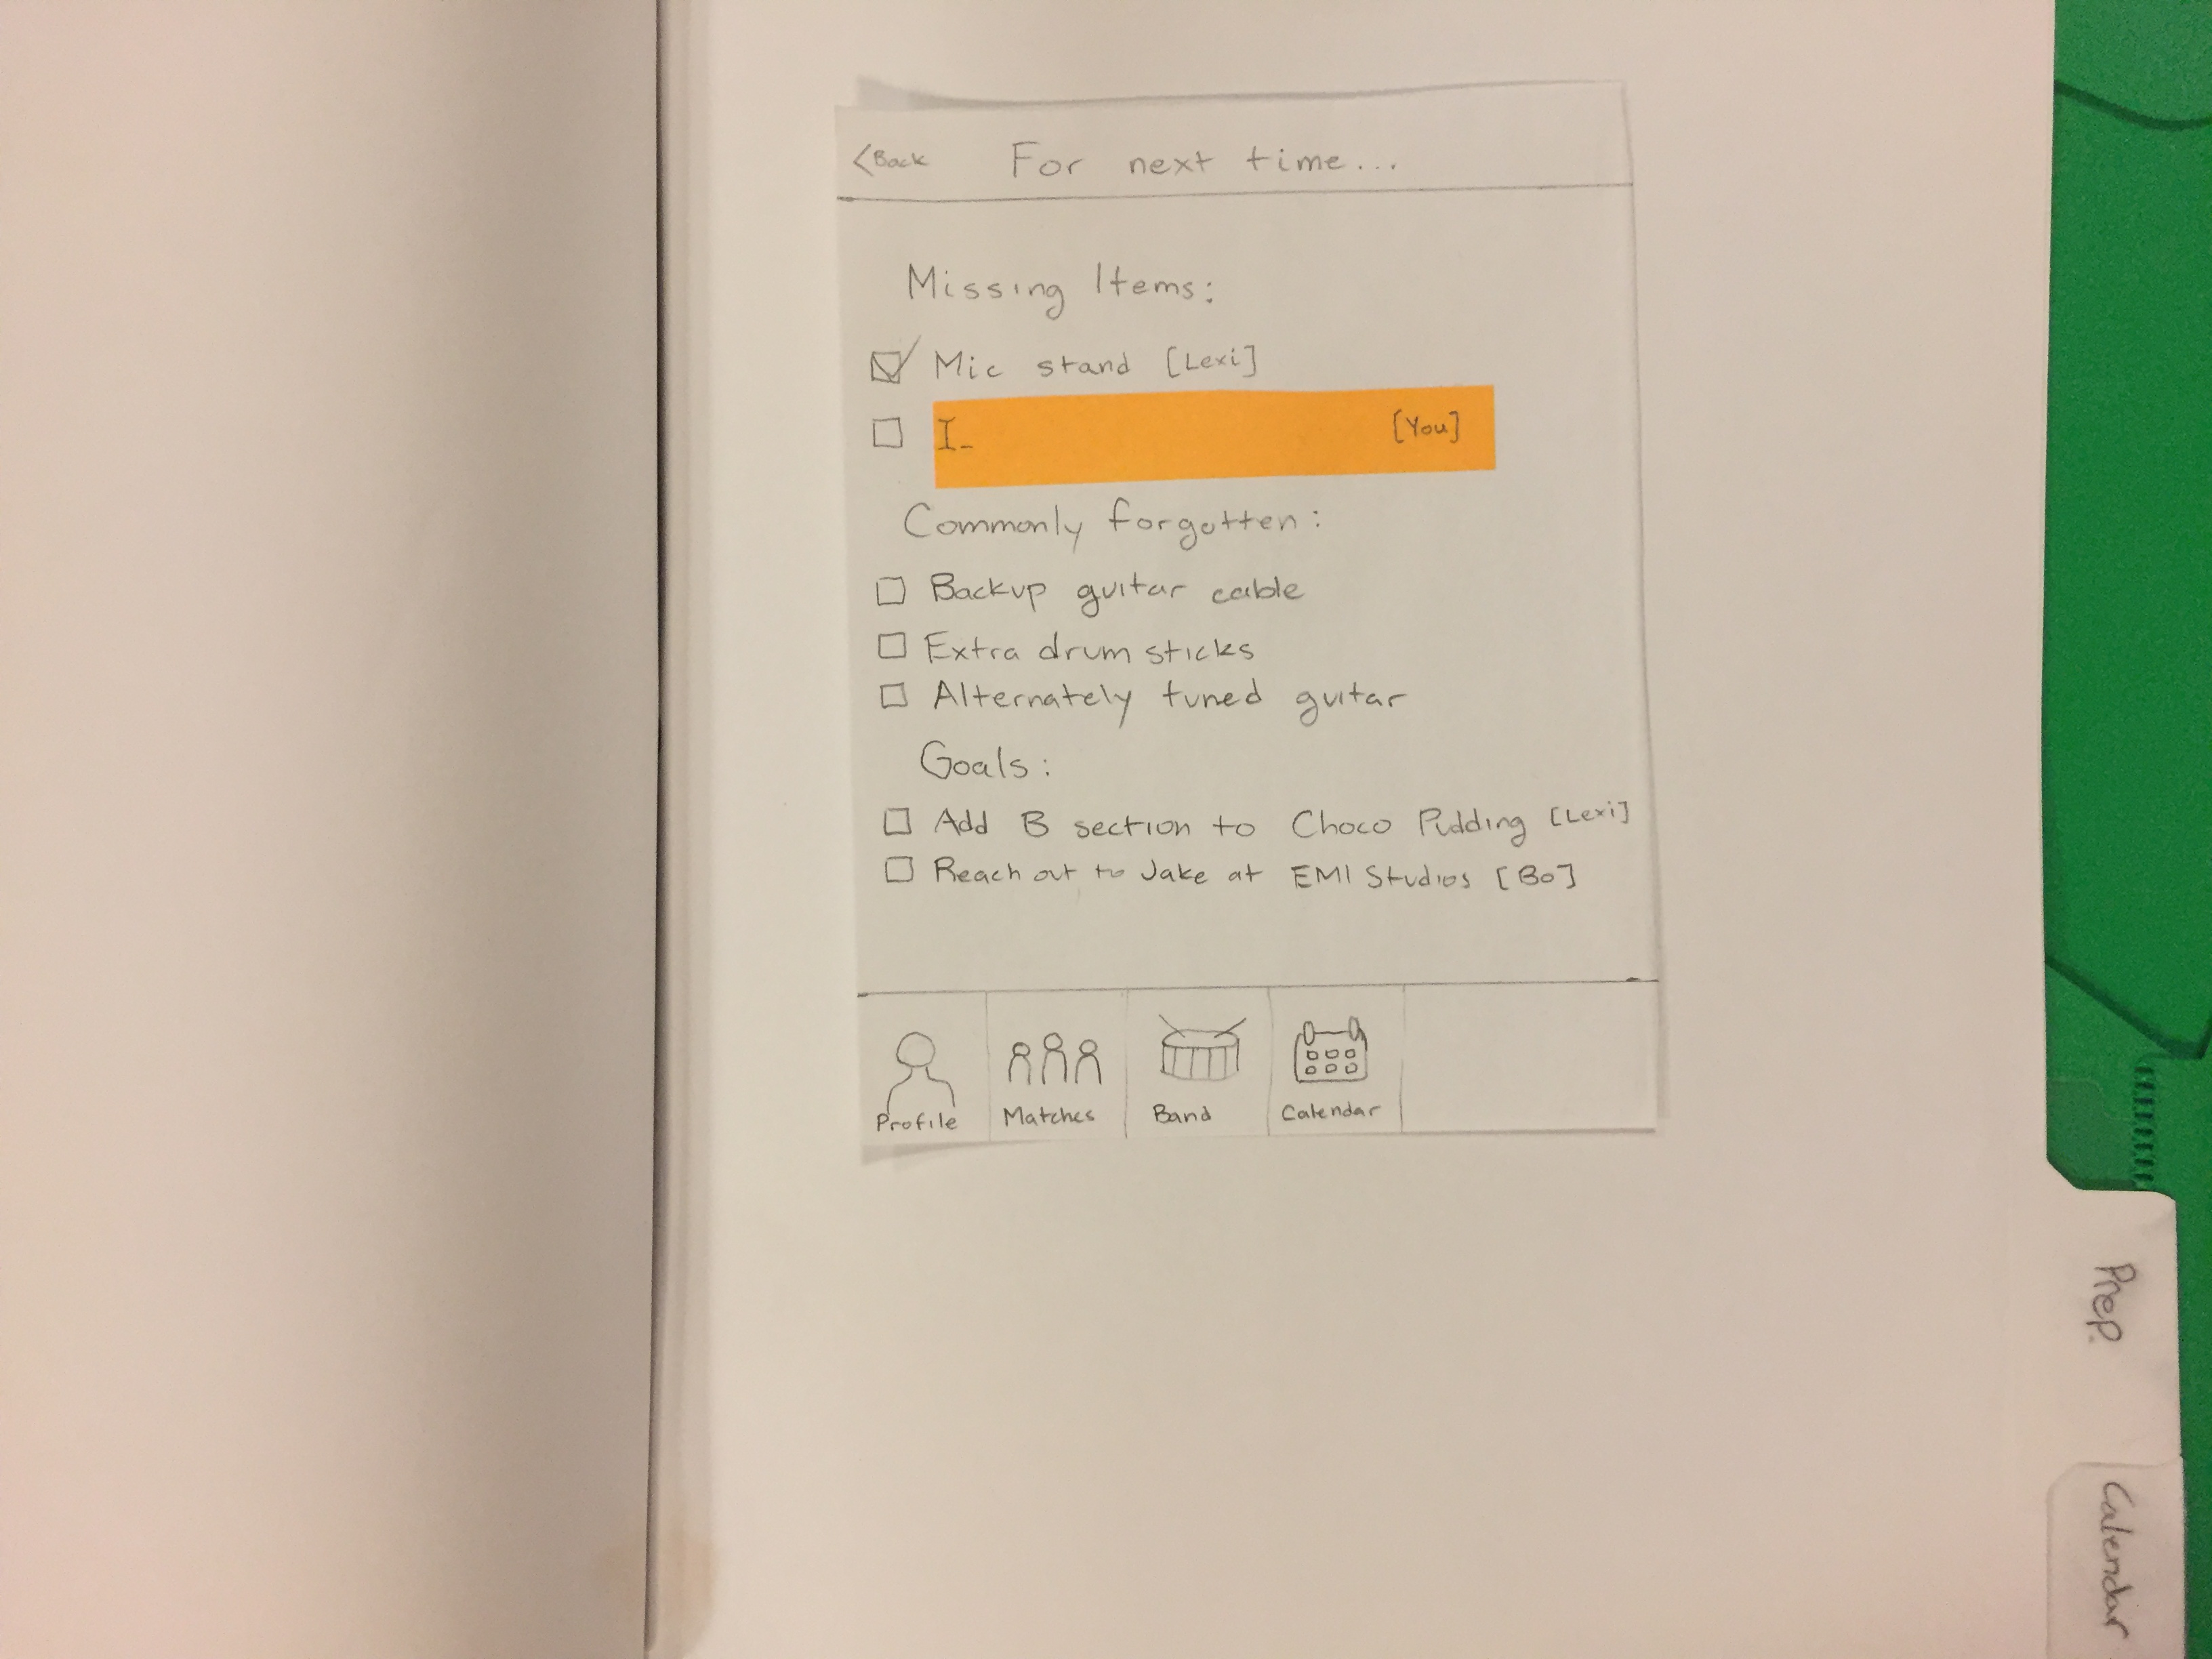 <Back For next time...
Missing Items:
Mic stand [Lexi]
I_ [You]
Commonly forgotten:
Backup guitar cable
Extra drum sticks
Alternately tuned guitar
Goals:
Add B section to Choco Pudding [Lexi]
Reach out to Jake at EMI Studios [Bo]
Profile Matches Band Calendar
Prep
Calendar